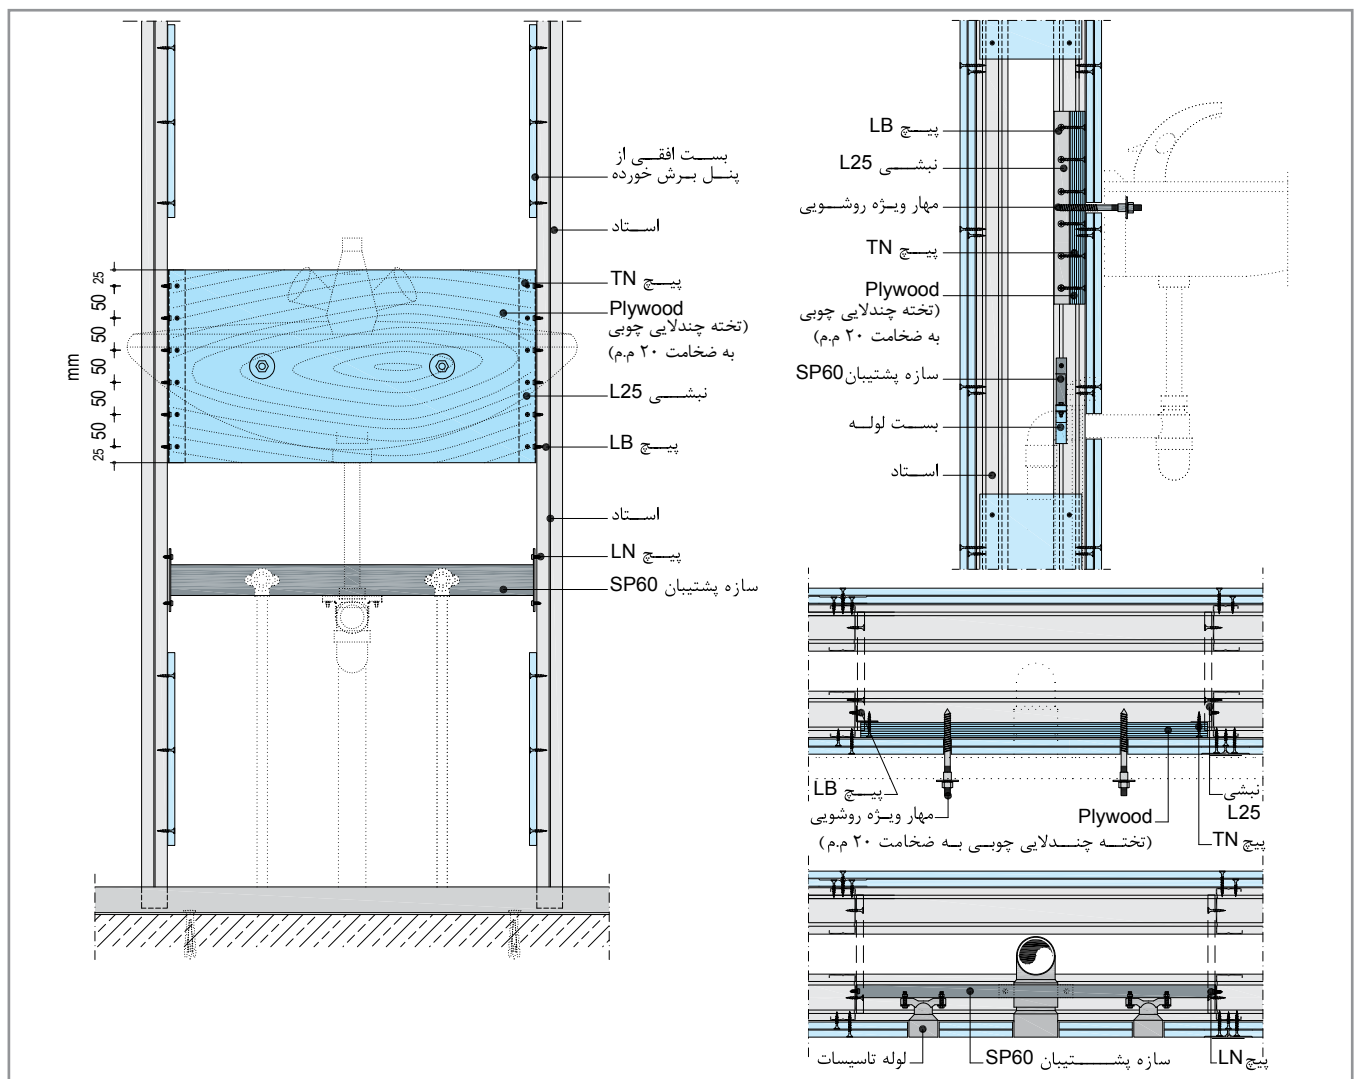 بست افقی از
پنل برش خورده
استاد
پیچ TN
Plywood
(تخته چندلایی چوبی
به ضخامت ۲۰ م.م)
نبشی L25
پیچ LB
استاد
پیچ LN
سازه پشتیبان SP60
mm
25
50
50
50
50
50
25
پیچ LB
نبشی L25
مهار ویژه روشویی
پیچ TN
Plywood
(تخته چندلایی چوبی
به ضخامت ۲۰ م.م)
سازه پشتیبان SP60
بست لوله
استاد
پیچ LB
نبشی
L25
مهار ویژه روشویی
Plywood
(تخته چندلایی چوبی به ضخامت ۲۰ م.م)
پیچ TN
لوله تاسیسات
سازه پشتیبان SP60
پیچ LN